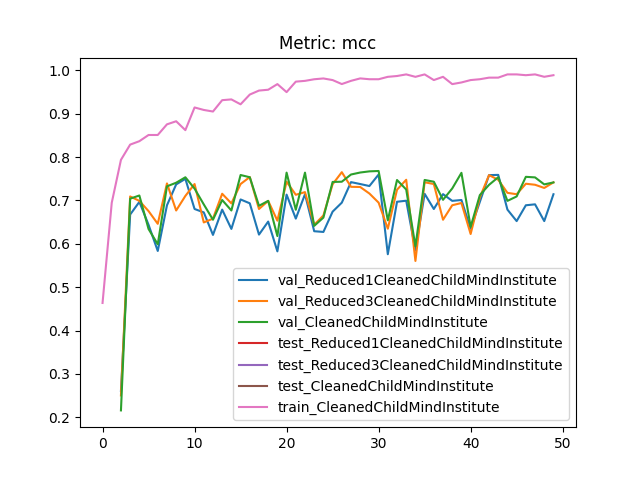 Metric: mcc
1.0
0.9
0.8
0.7
0.6
0.5
0.4
0.3
0.2
val_Reduced1CleanedChildMindInstitute
val_Reduced3CleanedChildMindInstitute
val_CleanedChildMindInstitute
test_Reduced1CleanedChildMindInstitute
test_Reduced3CleanedChildMindInstitute
test_CleanedChildMindInstitute
train_CleanedChildMindInstitute
0 10 20 30 40 50